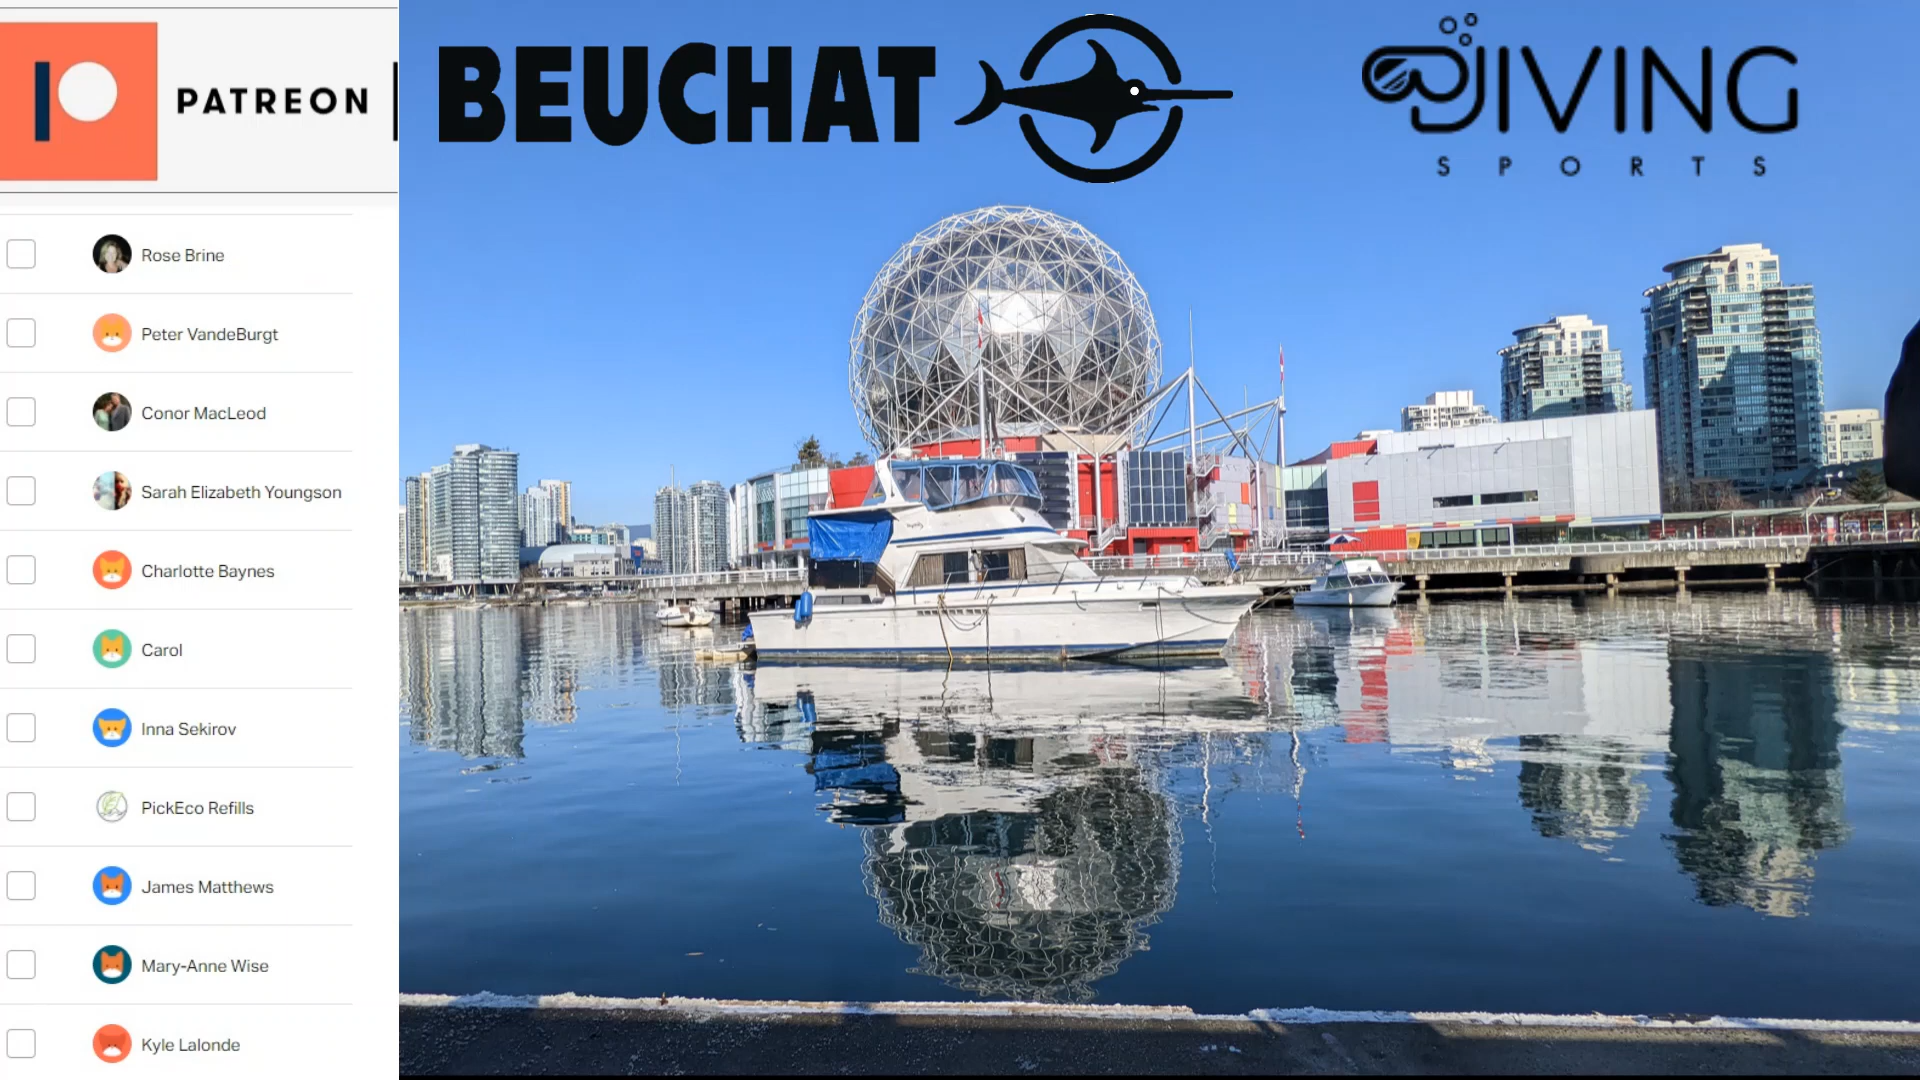 PATREON
Rose Brine
Peter VandeBurgt
Conor MacLeod
Sarah Elizabeth Youngson
Charlotte Baynes
Carol
Inna Sekirov
PickEco Refills
James Matthews
Mary-Anne Wise
Kyle Lalonde
BEUCHAT
DIVING
SPORTS